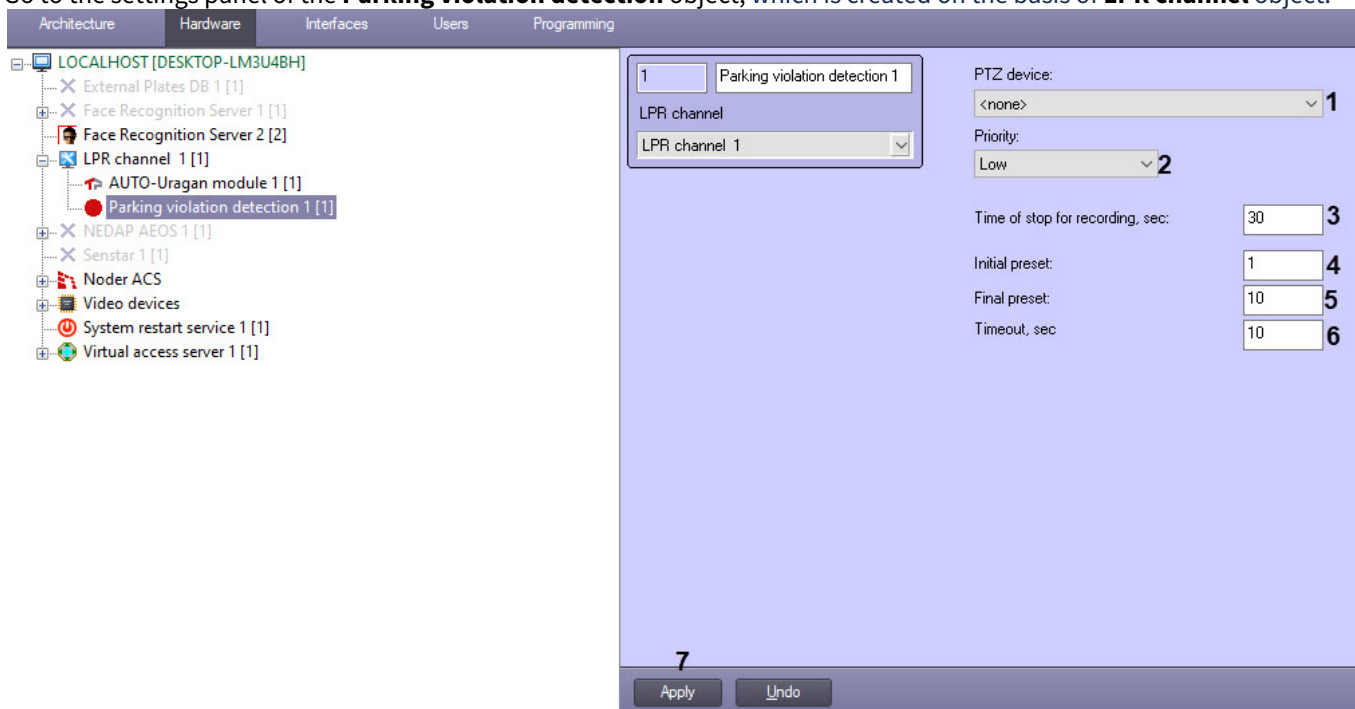 Go to the settings panel of the Parking violation detection object, which is created on the basis of LPR channel object.
Architecture Hardware Interfaces Users Programming
LOCALHOST [DESKTOP-LM3U4BH]
External Plates DB 1 [1]
Face Recognition Server 1 [1]
Face Recognition Server 2 [2]
LPR channel 1 [1]
AUTO-Uragan module 1 [1]
Parking violation detection 1 [1]
NEDAP AEOS 1 [1]
Senstar 1 [1]
Noder ACS
Video devices
System restart service 1 [1]
Virtual access server 1 [1]
1 Parking violation detection 1
LPR channel
LPR channel 1
PTZ device:
<none> 1
Priority:
Low 2
Time of stop for recording, sec: 30 3
Initial preset: 1 4
Final preset: 10 5
Timeout, sec 10 6
7
Apply Undo